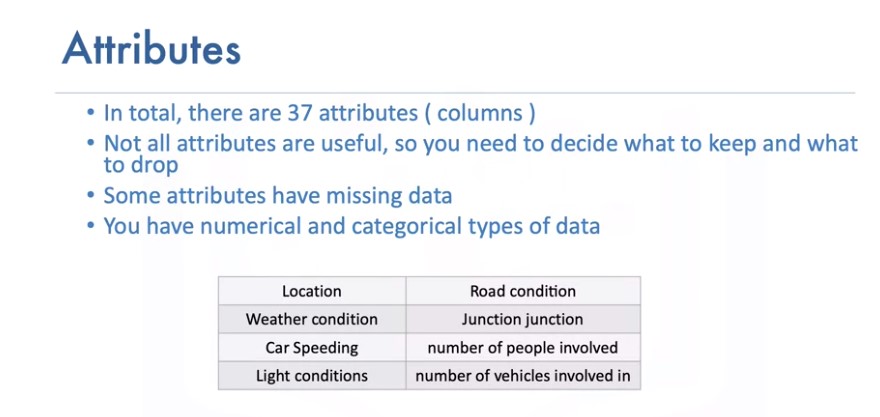 Attributes
• In total, there are 37 attributes ( columns )
• Not all attributes are useful, so you need to decide what to keep and what
to drop
• Some attributes have missing data
• You have numerical and categorical types of data
Location Road condition
Weather condition Junction junction
Car Speeding number of people involved
Light conditions number of vehicles involved in